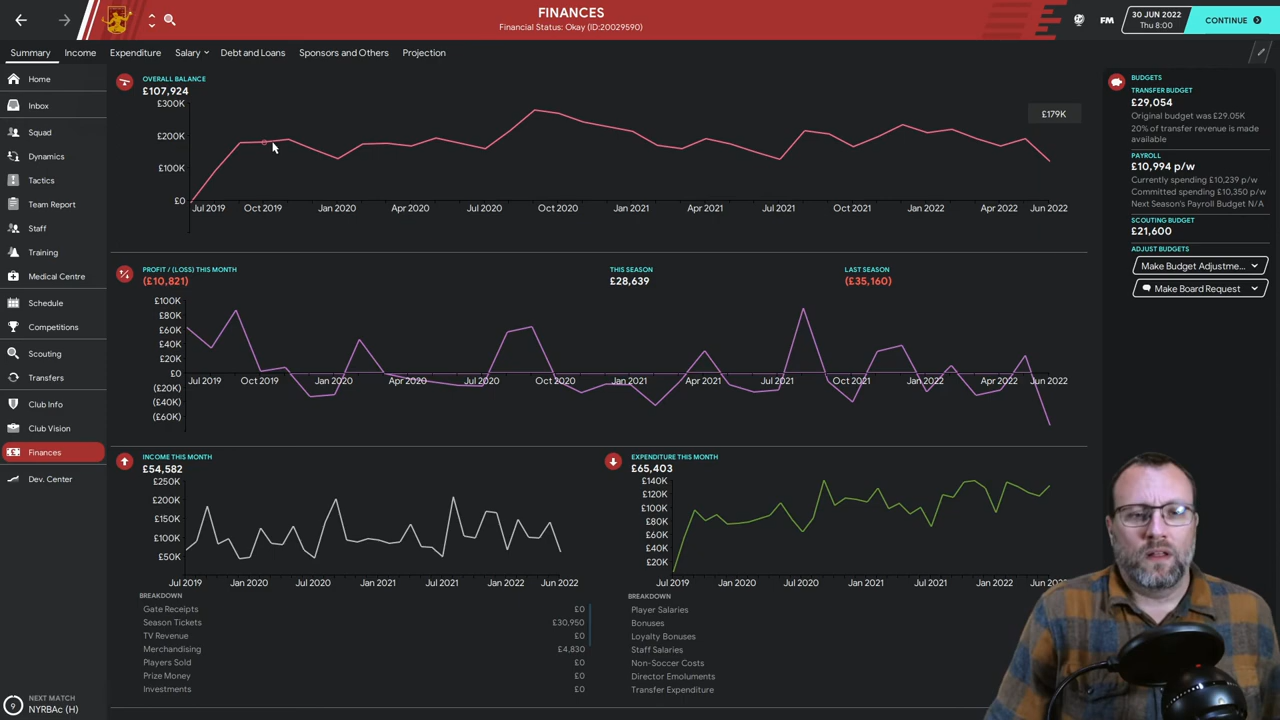 FINANCES
Financial Status: Okay (ID:20029590)
FM
30 JUN 2022
Thu 8:00
CONTINUE
Summary
Income
Expenditure
Salary
Debt and Loans
Sponsors and Others
Projection
Home
Inbox
Squad
Dynamics
Tactics
Team Report
Staff
Training
Medical Centre
Schedule
Competitions
Scouting
Transfers
Club Info
Club Vision
Finances
Dev. Center
9
NEXT MATCH
NYRBAc (H)
OVERALL BALANCE
£107,924
£300K
£200K
£100K
£0
£179K
Jul 2019
Oct 2019
Jan 2020
Apr 2020
Jul 2020
Oct 2020
Jan 2021
Apr 2021
Jul 2021
Oct 2021
Jan 2022
Apr 2022
Jun 2022
PROFIT / (LOSS) THIS MONTH
(£10,821)
THIS SEASON
£28,639
LAST SEASON
(£35,160)
£100K
£80K
£60K
£40K
£20K
£0
(£20K)
(£40K)
(£60K)
Jul 2019
Oct 2019
Jan 2020
Apr 2020
Jul 2020
Oct 2020
Jan 2021
Apr 2021
Jul 2021
Oct 2021
Jan 2022
Apr 2022
Jun 2022
INCOME THIS MONTH
£54,582
£250K
£200K
£150K
£100K
£50K
Jul 2019
Jan 2020
Jul 2020
Jan 2021
Jul 2021
Jan 2022
Jun 2022
BREAKDOWN
Gate Receipts £0
Season Tickets £30,950
TV Revenue £0
Merchandising £4,830
Players Sold £0
Prize Money £0
Investments £0
EXPENDITURE THIS MONTH
£65,403
£140K
£120K
£100K
£80K
£60K
£40K
£20K
Jul 2019
Jan 2020
Jul 2020
Jan 2021
Jul 2021
Jan 2022
Jun
BREAKDOWN
Player Salaries
Bonuses
Loyalty Bonuses
Staff Salaries
Non-Soccer Costs
Director Emoluments
Transfer Expenditure
BUDGETS
TRANSFER BUDGET
£29,054
Original budget was £29.05K
20% of transfer revenue is made
available
PAYROLL
£10,994 p/w
Currently spending £10,239 p/w
Committed spending £10,350 p/w
Next Season's Payroll Budget N/A
SCOUTING BUDGET
£21,600
ADJUST BUDGETS
Make Budget Adjustme...
Make Board Request